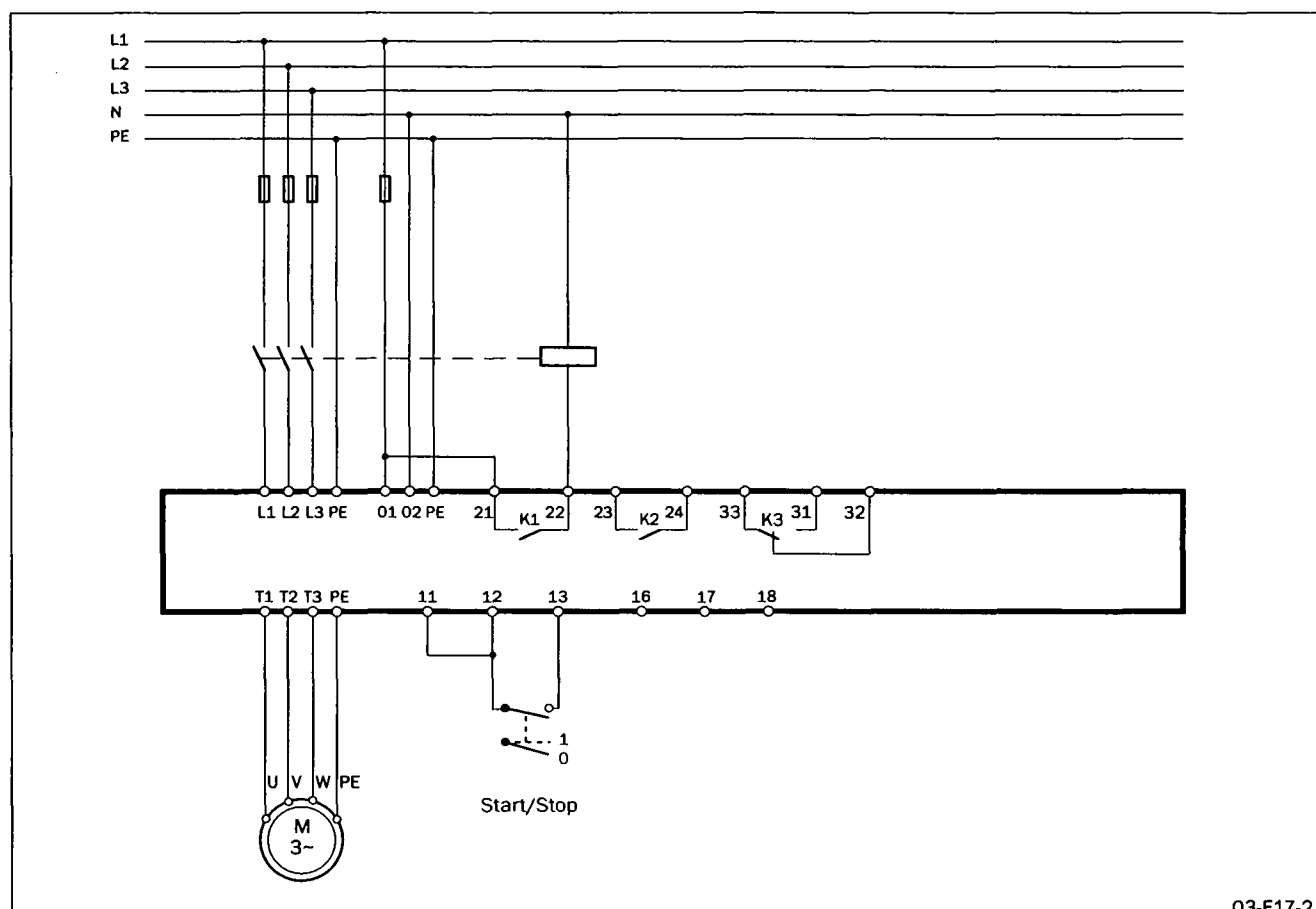 L1
L2
L3
N
PE
L1 L2 L3 PE 01 02 PE 21 K1 22 23 K2 24 33 K3 31 32
T1 T2 T3 PE 11 12 13 16 17 18
1
0
U V W PE
Start/Stop
M
3~
03-F17-2